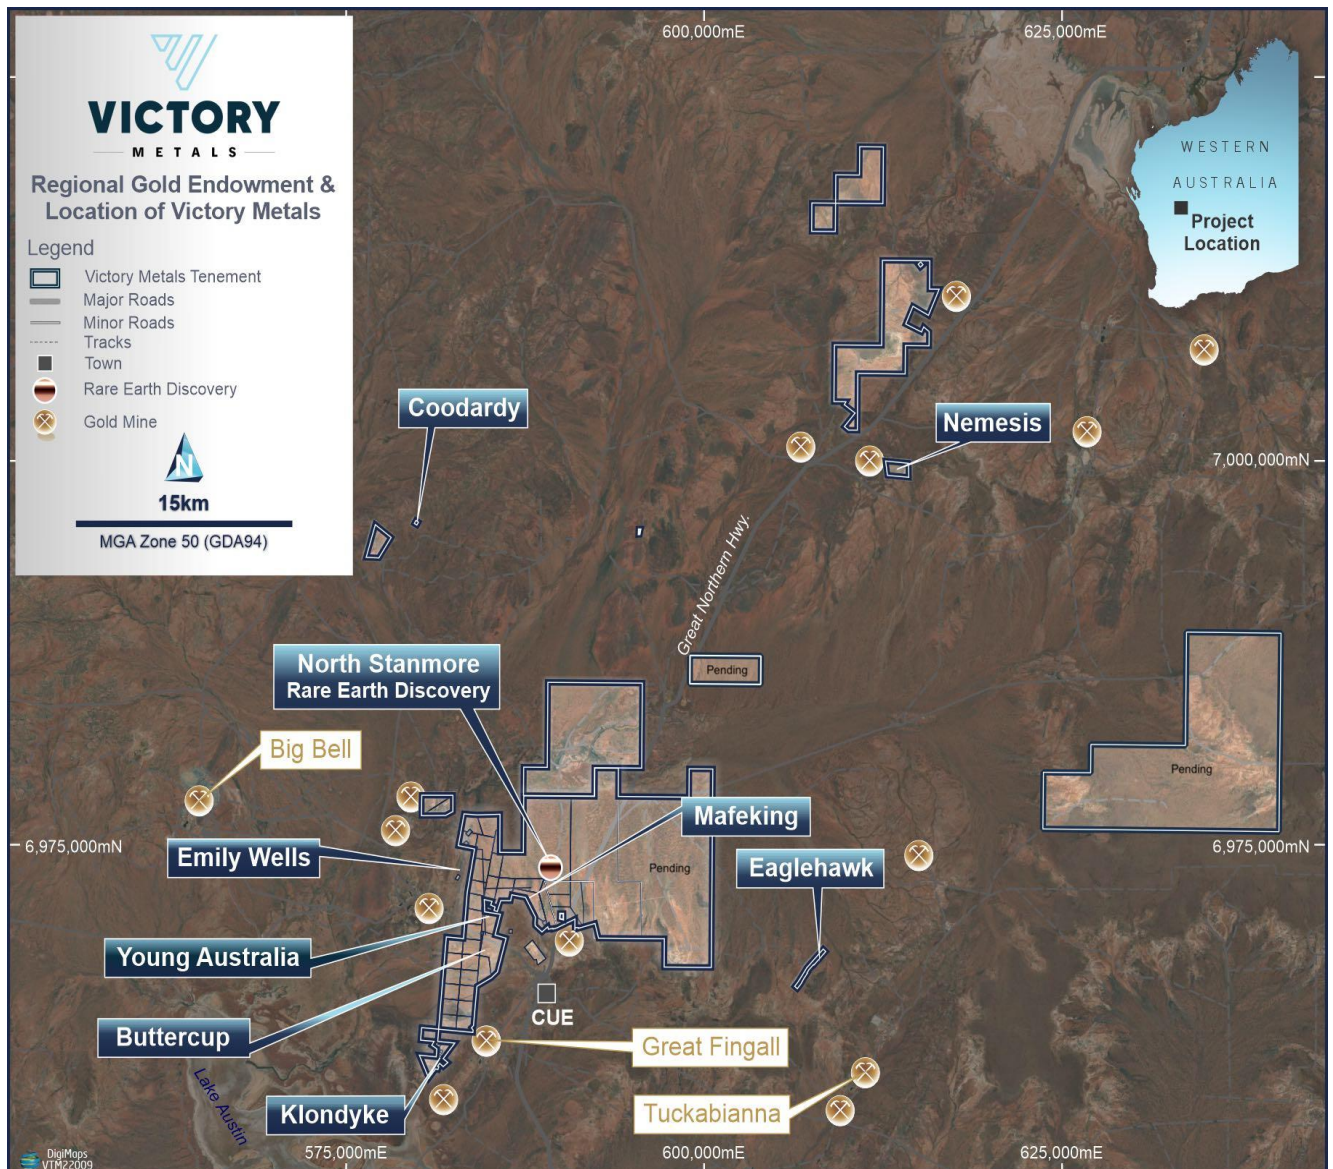 600,000mE
625,000mE
VICTORY
METALS
Regional Gold Endowment &
Location of Victory Metals
Legend
Victory Metals Tenement
Major Roads
Minor Roads
Tracks
Town
Rare Earth Discovery
Gold Mine
N
15km
MGA Zone 50 (GDA94)
WESTERN
AUSTRALIA
Project
Location
Coodardy
Nemesis
7,000,000mN
Great Northern Hwy.
North Stanmore
Rare Earth Discovery
Pending
Big Bell
Pending
Mafeking
6,975,000mN
Emily Wells
Pending
Eaglehawk
6,975,000mN
Young Australia
CUE
Buttercup
Great Fingall
Lake Austin
Klondyke
Tuckabianna
DigiMaps
VTM22009
575,000mE
600,000mE
625,000mE